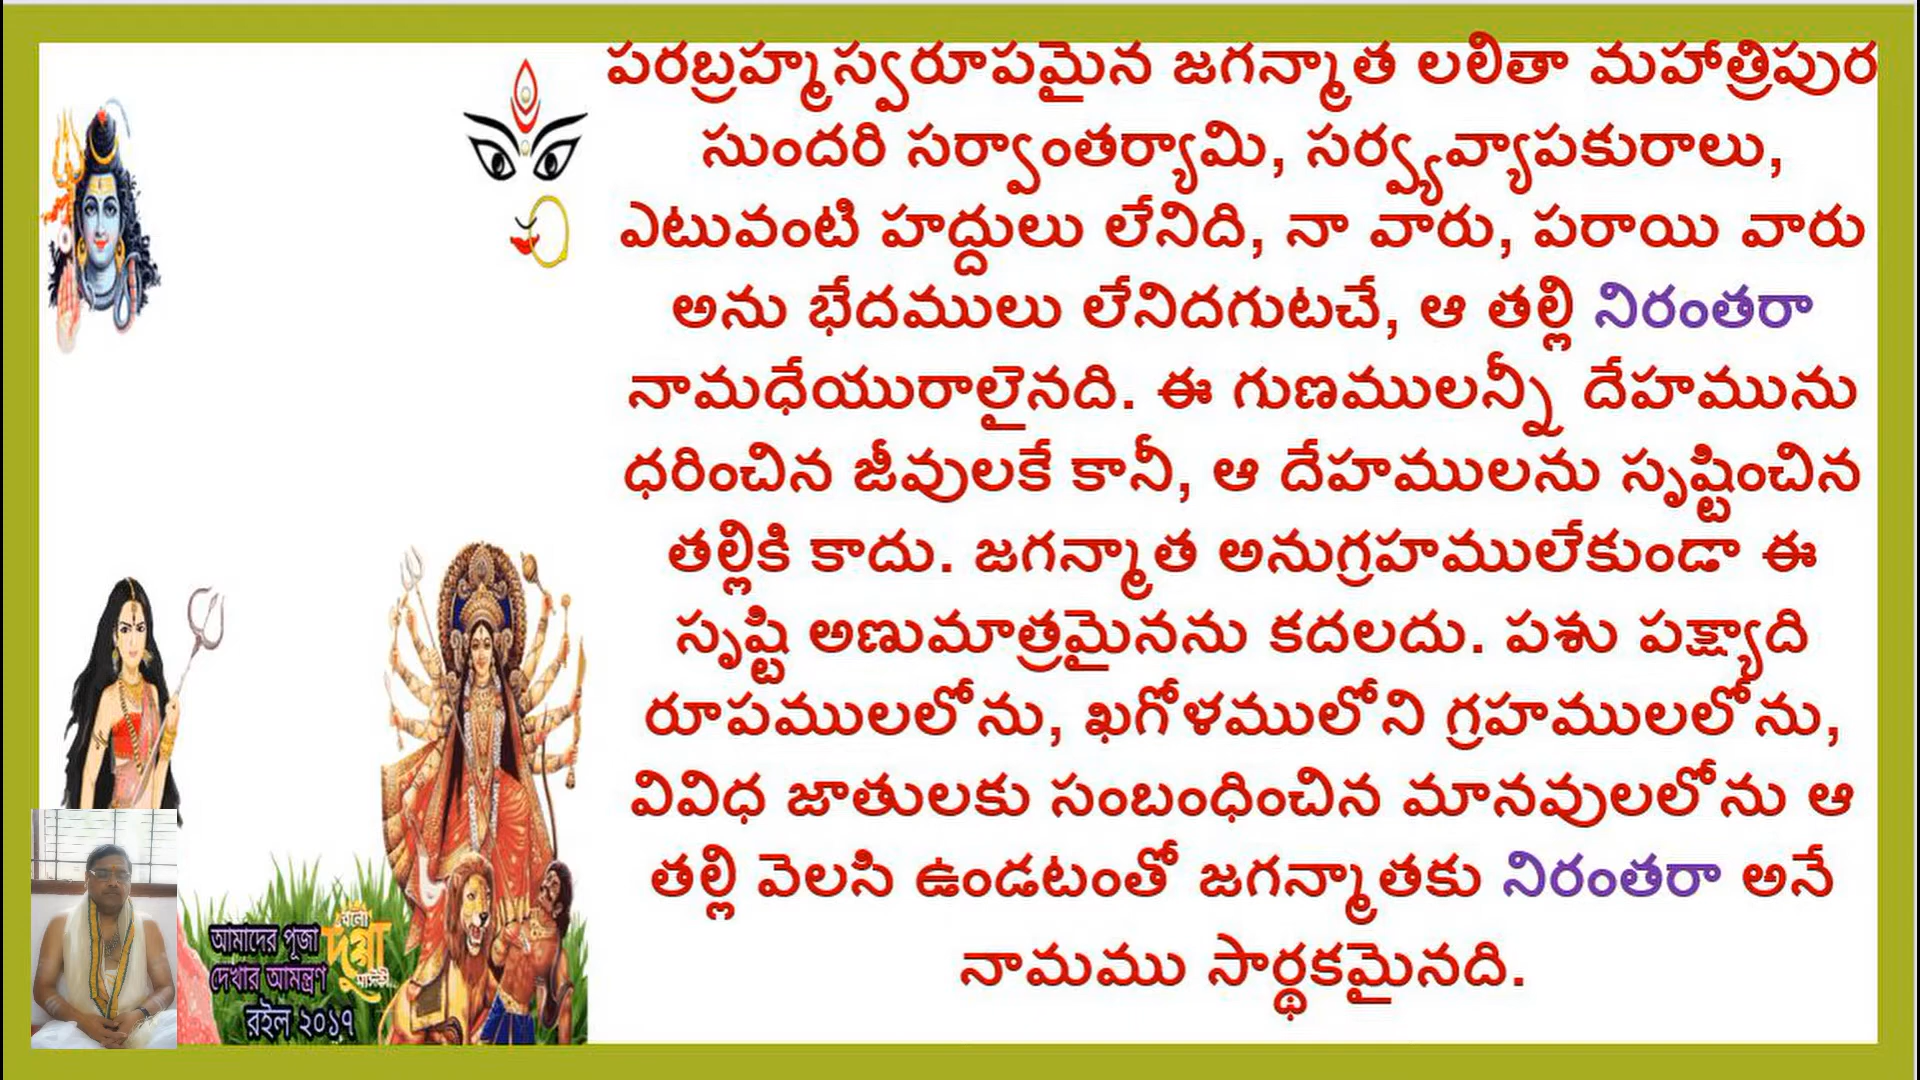 పరబ్రహ్మస్వరూపమైన జగన్మాత లలితా మహాత్రిపుర
సుందరి సర్వాంతర్యామి, సర్వ్యవ్యాపకురాలు,
ఎటువంటి హద్దులు లేనిది, నా వారు, పరాయి వారు
అను భేదములు లేనిదగుటచే, ఆ తల్లి నిరంతరా
నామధేయురాలైనది. ఈ గుణములన్నీ దేహమును
ధరించిన జీవులకే కానీ, ఆ దేహములను సృష్టించిన
తల్లికి కాదు. జగన్మాత అనుగ్రహములేకుండా ఈ
సృష్టి అణుమాత్రమైనను కదలదు. పశు పక్ష్యాది
రూపములలోను, ఖగోళములోని గ్రహములలోను,
వివిధ జాతులకు సంబంధించిన మానవులలోను ఆ
తల్లి వెలసి ఉండటంతో జగన్మాతకు నిరంతరా అనే
నామము సార్థకమైనది.
আমাদের পূজা
দেখার আমন্ত্রণ
রইল ২০১৭